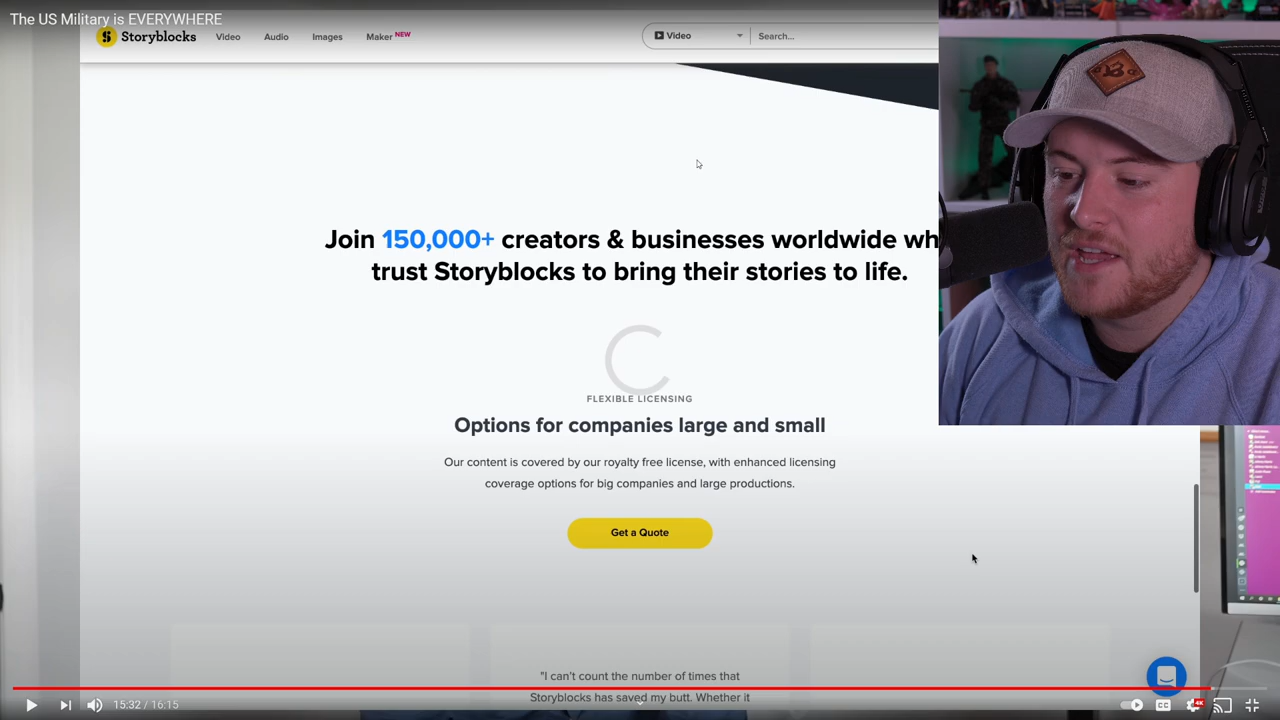 The US Military is EVERYWHERE
Storyblocks
Video
Audio
Images
Maker NEW
Video
Search...
Join 150,000+ creators & businesses worldwide wh
trust Storyblocks to bring their stories to life.
FLEXIBLE LICENSING
Options for companies large and small
Our content is covered by our royalty free license, with enhanced licensing
coverage options for big companies and large productions.
Get a Quote
"I can't count the number of times that
Storyblocks has saved my butt. Whether it
15:32 / 16:15
CC
4K